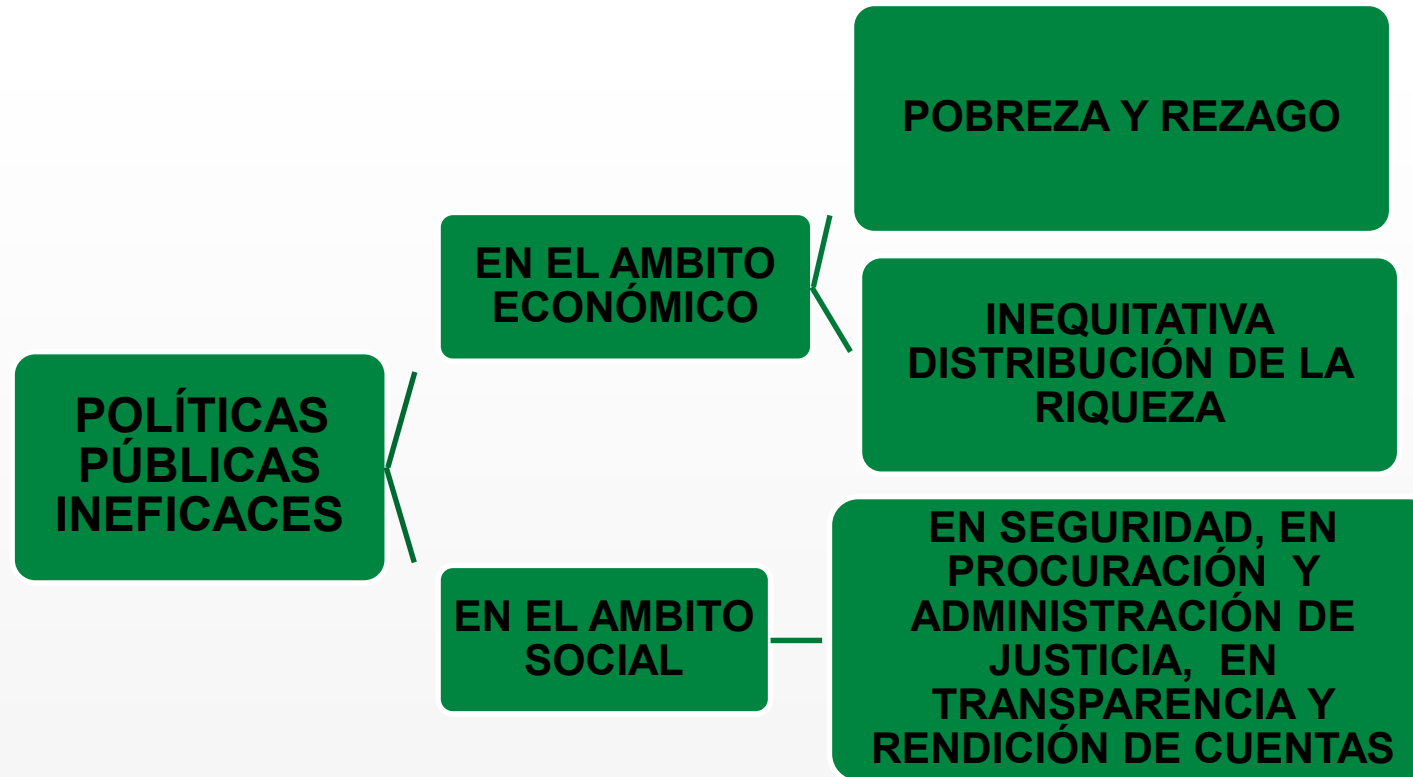 POLÍTICAS
PÚBLICAS
INEFICACES
EN EL AMBITO
ECONÓMICO
POBREZA Y REZAGO
INEQUITATIVA
DISTRIBUCIÓN DE LA
RIQUEZA
EN EL AMBITO
SOCIAL
EN SEGURIDAD, EN
PROCURACIÓN Y
ADMINISTRACIÓN DE
JUSTICIA, EN
TRANSPARENCIA Y
RENDICIÓN DE CUENTAS